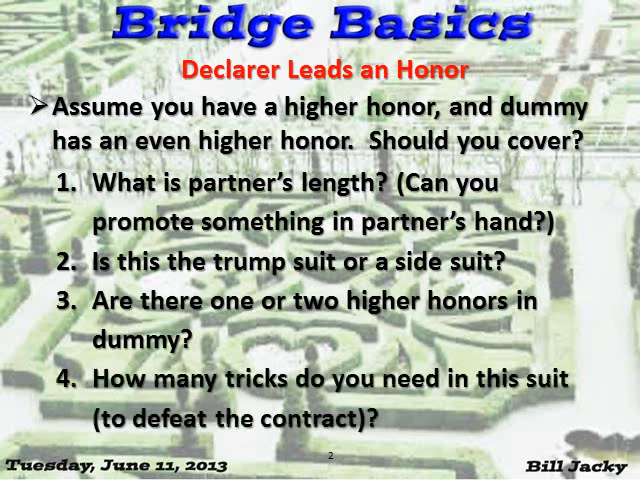 Bridge Basics
Declarer Leads an Honor
➢Assume you have a higher honor, and dummy
has an even higher honor.  Should you cover?
1. What is partner’s length? (Can you
promote something in partner’s hand?)
2. Is this the trump suit or a side suit?
3. Are there one or two higher honors in
dummy?
4. How many tricks do you need in this suit
(to defeat the contract)?
2
Tuesday, June 11, 2013
Bill Jacky